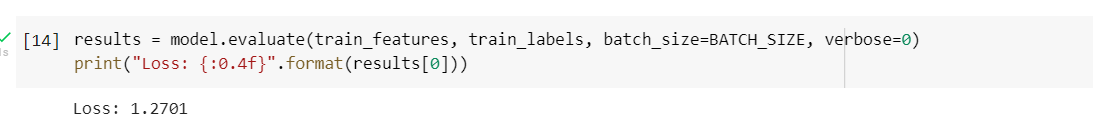 [14] results = model.evaluate(train_features, train_labels, batch_size=BATCH_SIZE, verbose=0)
print("Loss: {:0.4f}".format(results[0]))
Loss: 1.2701